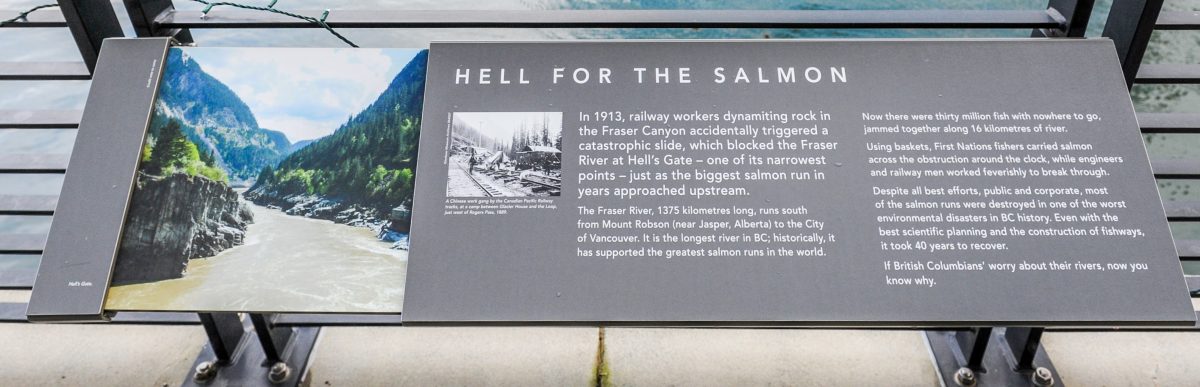 Hell's Gate.
HELL FOR THE SALMON
A Chinese work gang by the Canadian Pacific Railway
tracks, at a camp between Glacier House and the Loop,
just west of Rogers Pass, 1889.
In 1913, railway workers dynamiting rock in
the Fraser Canyon accidentally triggered a
catastrophic slide, which blocked the Fraser
River at Hell's Gate – one of its narrowest
points – just as the biggest salmon run in
years approached upstream.
The Fraser River, 1375 kilometres long, runs south
from Mount Robson (near Jasper, Alberta) to the City
of Vancouver. It is the longest river in BC; historically, it
has supported the greatest salmon runs in the world.
Now there were thirty million fish with nowhere to go,
jammed together along 16 kilometres of river.
Using baskets, First Nations fishers carried salmon
across the obstruction around the clock, while engineers
and railway men worked feverishly to break through.
Despite all best efforts, public and corporate, most
of the salmon runs were destroyed in one of the worst
environmental disasters in BC history. Even with the
best scientific planning and the construction of fishways,
it took 40 years to recover.
If British Columbians' worry about their rivers, now you
know why.